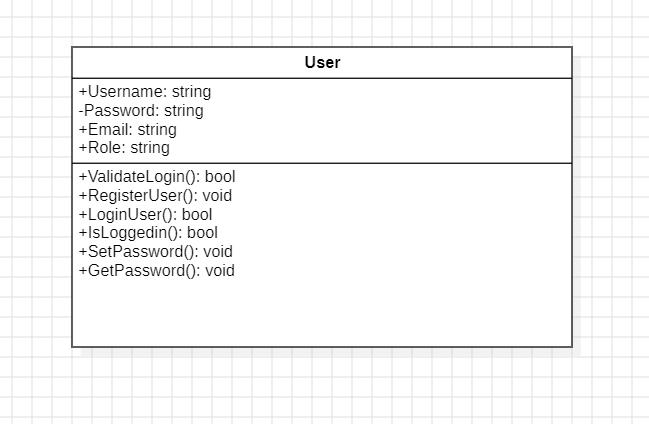 User
+Username: string
-Password: string
+Email: string
+Role: string
+ValidateLogin(): bool
+RegisterUser(): void
+LoginUser(): bool
+IsLoggedin(): bool
+SetPassword(): void
+GetPassword(): void